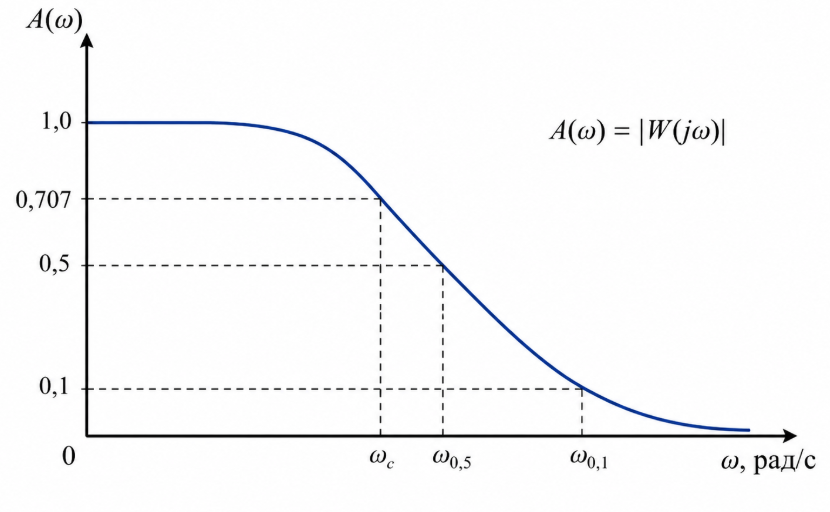 A(ω)
1,0
A(ω) = |W(jω)|
0,707
0,5
0,1
0
ω_c
ω_0,5
ω_0,1
ω, рад/с